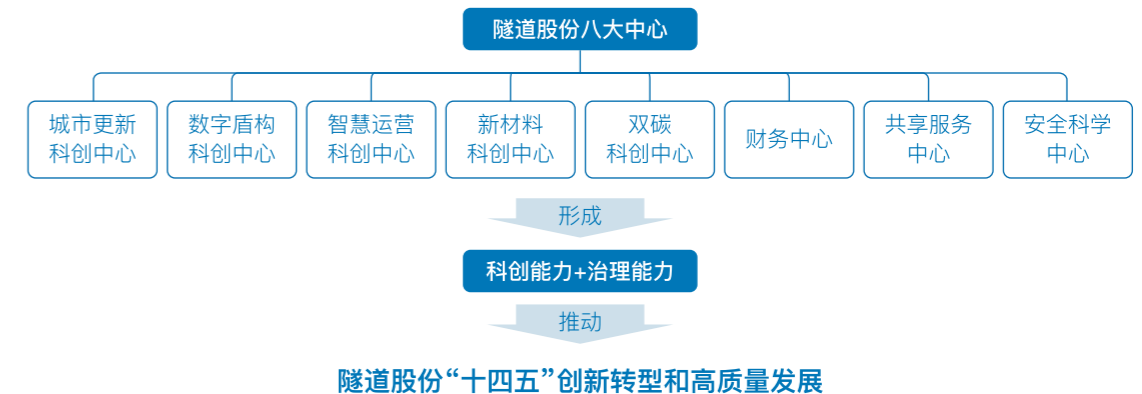 隧道股份八大中心
城市更新
科创中心
数字盾构
科创中心
智慧运营
科创中心
新材料
科创中心
双碳
科创中心
财务中心
共享服务
中心
安全科学
中心
形成
科创能力+治理能力
推动
隧道股份“十四五”创新转型和高质量发展